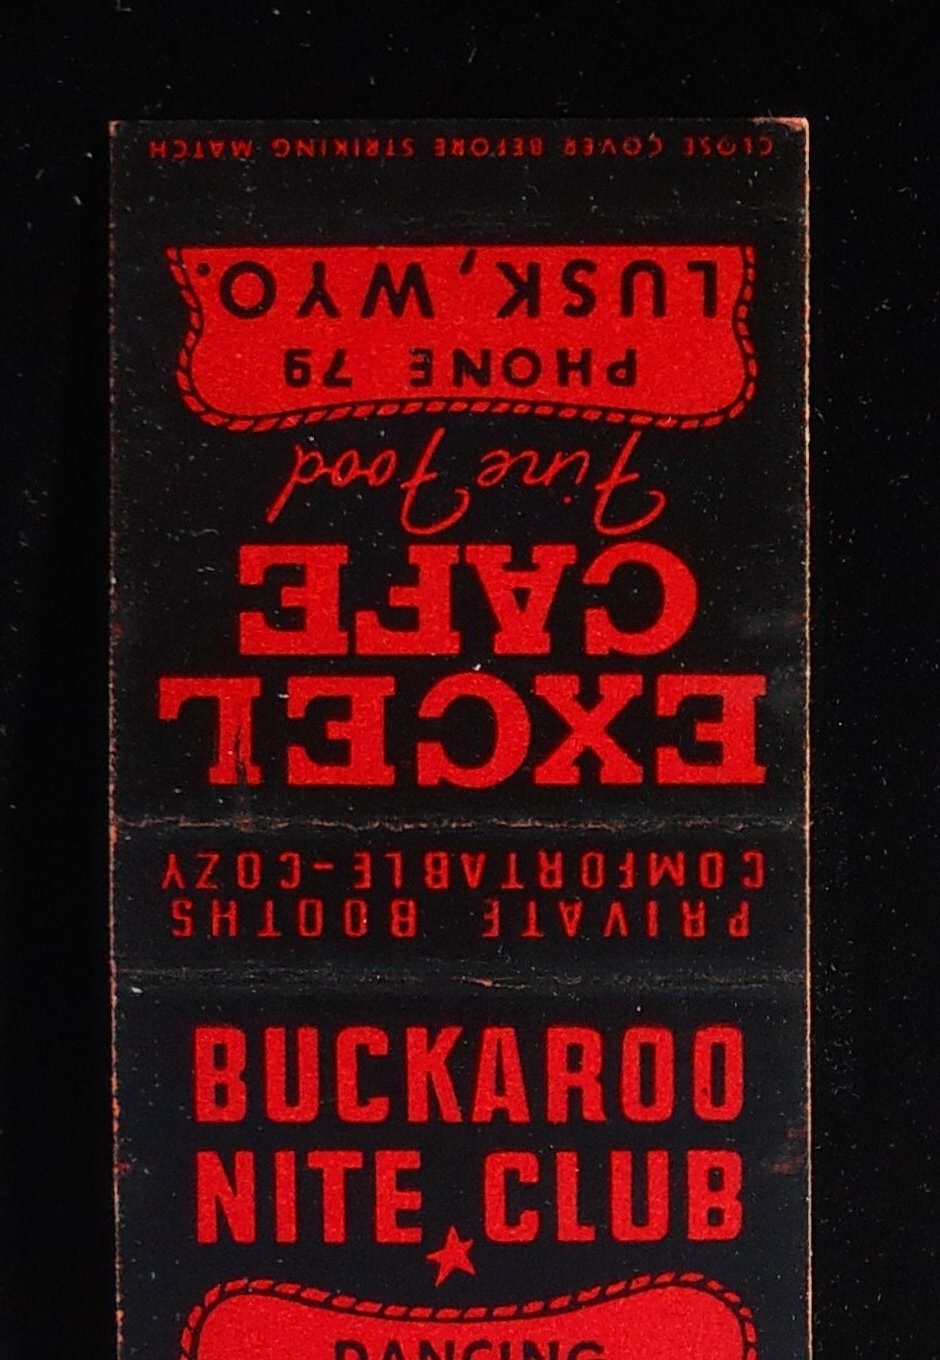 EXCEL
CAFE
Fine Food
PHONE 79
LUSK, WYO.
CLOSE COVER BEFORE STRIKING MATCH
PRIVATE BOOTHS
COMFORTABLE-COZY
BUCKAROO
NITE CLUB
DANCING